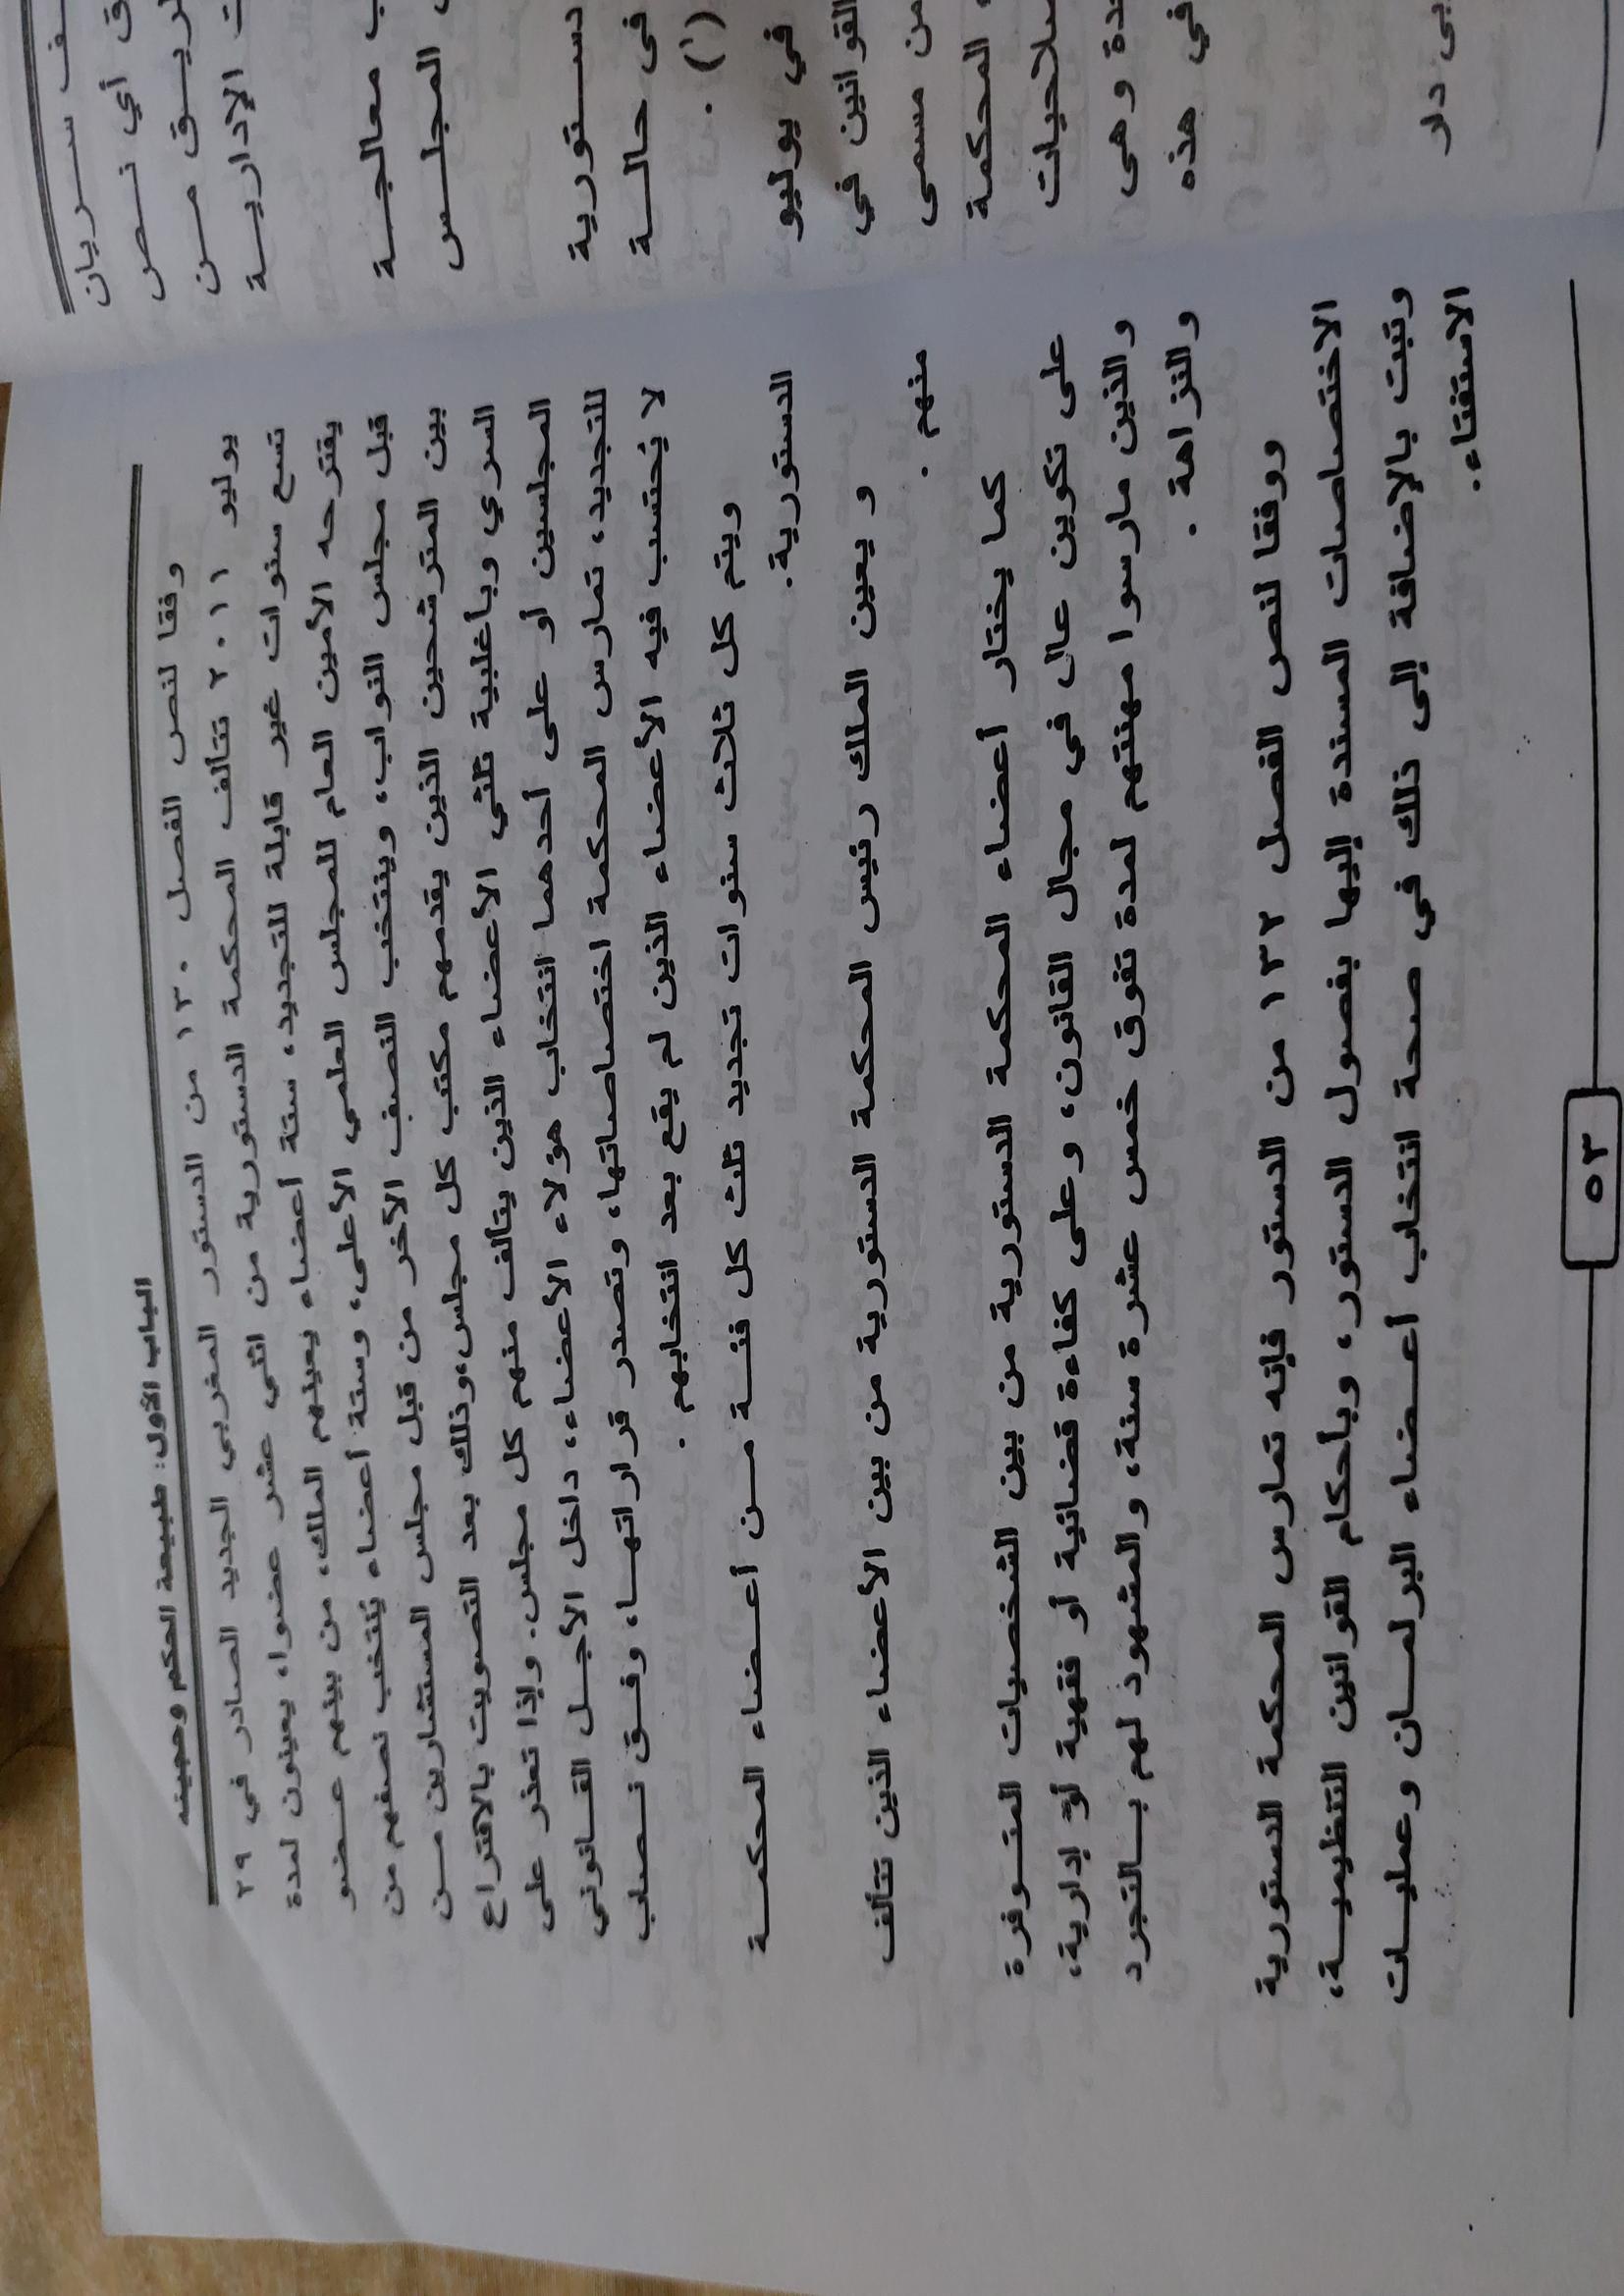 الباب الأول: طبيعة الحكم وحجيته
وفقا لنص الفصل ١٣٠ من الدستور المغربى الجديد الصادر في ٢٩
يوليو ٢٠١١ تتألف المحكمة الدستورية من اثني عشر عضوا، يعينون لمدة
تسع سنوات غير قابلة للتجديد، ستة أعضاء يعينهم الملك، من بينهم عضو
يقترحه الأمين العام للمجلس العلمي الأعلى، وستة أعضاء يُنتخب نصفهم من
قبل مجلس النواب، وينتخب النصف الآخر من قبل مجلس المستشارين من
بين المترشحين الذين يقدمهم مكتب كل مجلس،وذلك بعد التصويت بالاقتراع
السري وبأغلبية ثلثي الأعضاء الذين يتألف منهم كل مجلس. وإذا تعذر على
المجلسين أو على أحدهما انتخاب هؤلاء الأعضاء، داخل الأجل القانوني
للتجديد، تمارس المحكمة اختصاصاتها، وتصدر قراراتها، وفق نصاب
لا يُحتسب فيه الأعضاء الذين لم يقع بعد انتخابهم .
ويتم كل ثلاث سنوات تجديد ثلث كل فئة من أعضاء المحكمة
الدستورية.
و يعين الملك رئيس المحكمة الدستورية من بين الأعضاء الذين تتألف
منهم .
كما يختار أعضاء المحكمة الدستورية من بين الشخصيات المتوفرة
على تكوين عال في مجال القانون، وعلى كفاءة قضائية أو فقهية أو إدارية،
والذين مارسوا مهنتهم لمدة تفوق خمس عشرة سنة، والمشهود لهم بالتجرد
والنزاهة .
ووفقا لنص الفصل ١٣٢ من الدستور فإنه تمارس المحكمة الدستورية
الاختصاصات المسندة إليها بفصول الدستور، وبأحكام القوانين التنظيمية،
وتبت بالإضافة إلى ذلك في صحة انتخاب أعضاء البرلمان وعمليات
الاستفتاء.
٥٣
سريان
ق أي نص
من
ت الإدارية
معالجة
المجلس
دستورية
فى حالة
(١) .
في يوليو
القوانين في
من مسمى
المحكمة
صلاحيات
وهى
في هذه
دار